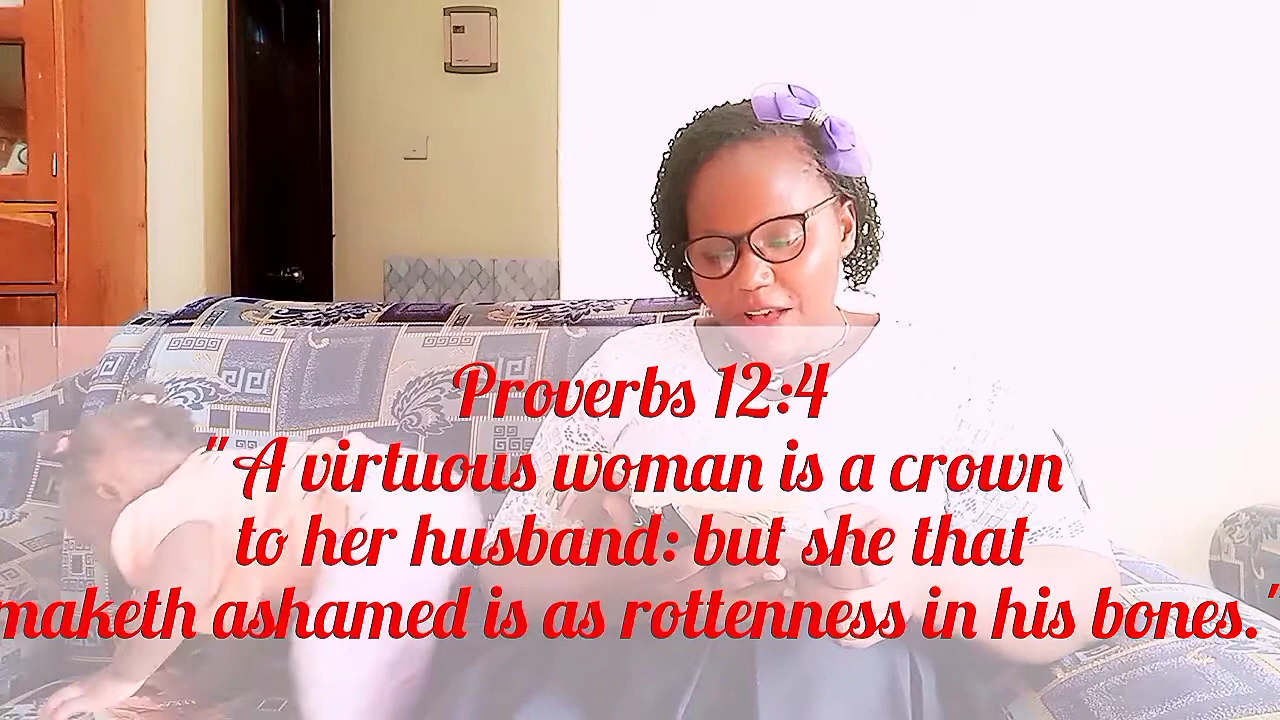 Proverbs 12:4
"A virtuous woman is a crown
to her husband: but she that
maketh ashamed is as rottenness in his bones."